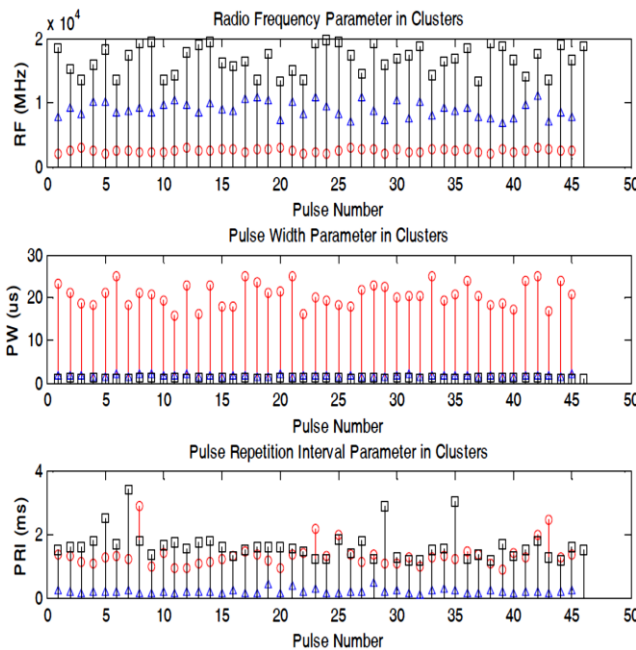 Radio Frequency Parameter in Clusters
x 10^4
2
1
0
RF (MHz)
0 5 10 15 20 25 30 35 40 45 50
Pulse Number
Pulse Width Parameter in Clusters
30
20
10
0
PW (us)
0 5 10 15 20 25 30 35 40 45 50
Pulse Number
Pulse Repetition Interval Parameter in Clusters
4
2
0
PRI (ms)
0 5 10 15 20 25 30 35 40 45 50
Pulse Number